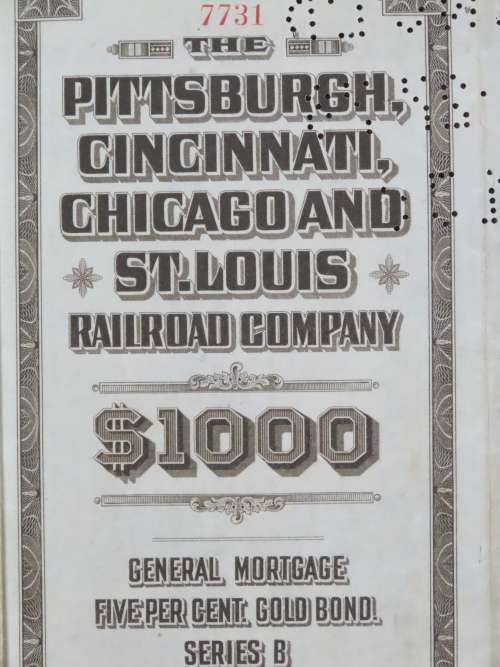 7731
THE
PITTSBURGH,
CINCINNATI,
CHICAGO AND
ST. LOUIS
RAILROAD COMPANY
$1000
GENERAL MORTGAGE
FIVE PER CENT. GOLD BOND.
SERIES B